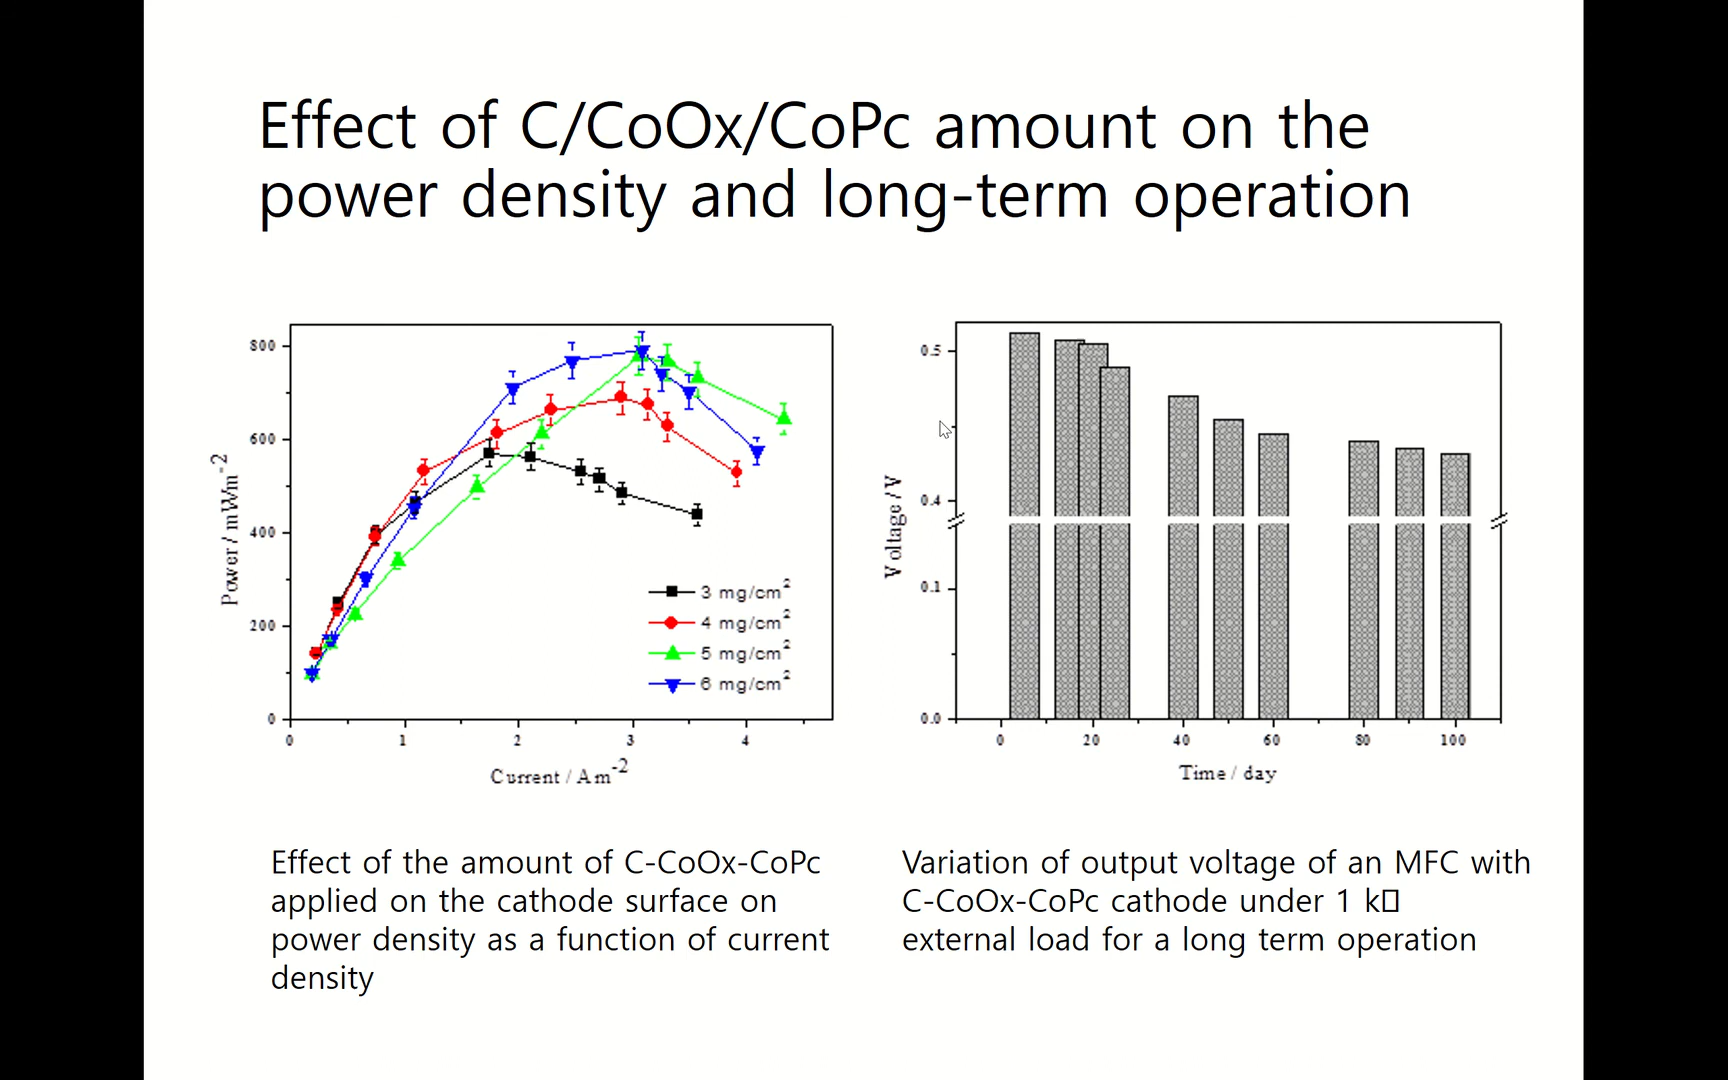 Effect of C/CoOx/CoPc amount on the
power density and long-term operation
800
600
400
200
0
0 1 2 3 4
Power / mWm-2
Current / Am-2
3 mg/cm2
4 mg/cm2
5 mg/cm2
6 mg/cm2
0.5
0.4
0.1
0.0
0 20 40 60 80 100
Voltage / V
Time / day
Effect of the amount of C-CoOx-CoPc
applied on the cathode surface on
power density as a function of current
density
Variation of output voltage of an MFC with
C-CoOx-CoPc cathode under 1 k▯
external load for a long term operation